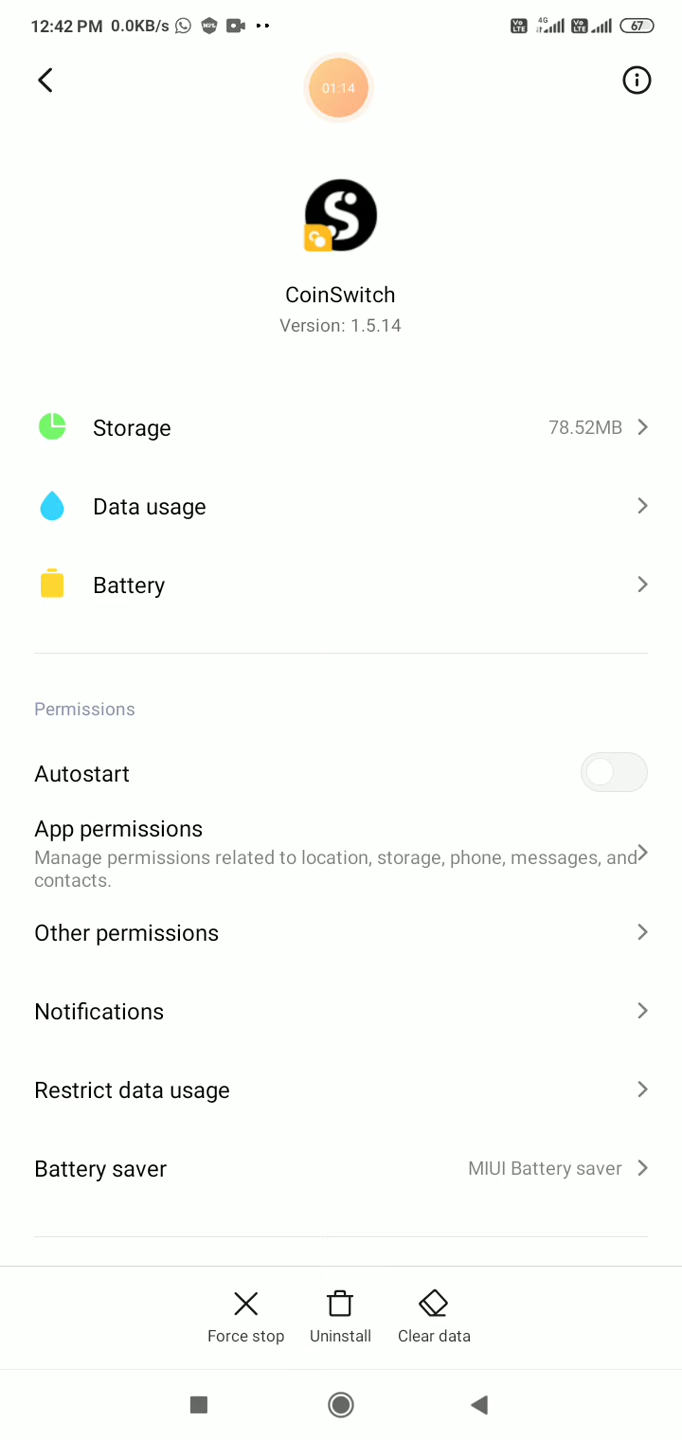 12:42 PM 0.0KB/s 4G 67
01:14
CoinSwitch
Version: 1.5.14
Storage 78.52MB
Data usage
Battery
Permissions
Autostart
App permissions
Manage permissions related to location, storage, phone, messages, and
contacts.
Other permissions
Notifications
Restrict data usage
Battery saver MIUI Battery saver
Force stop Uninstall Clear data